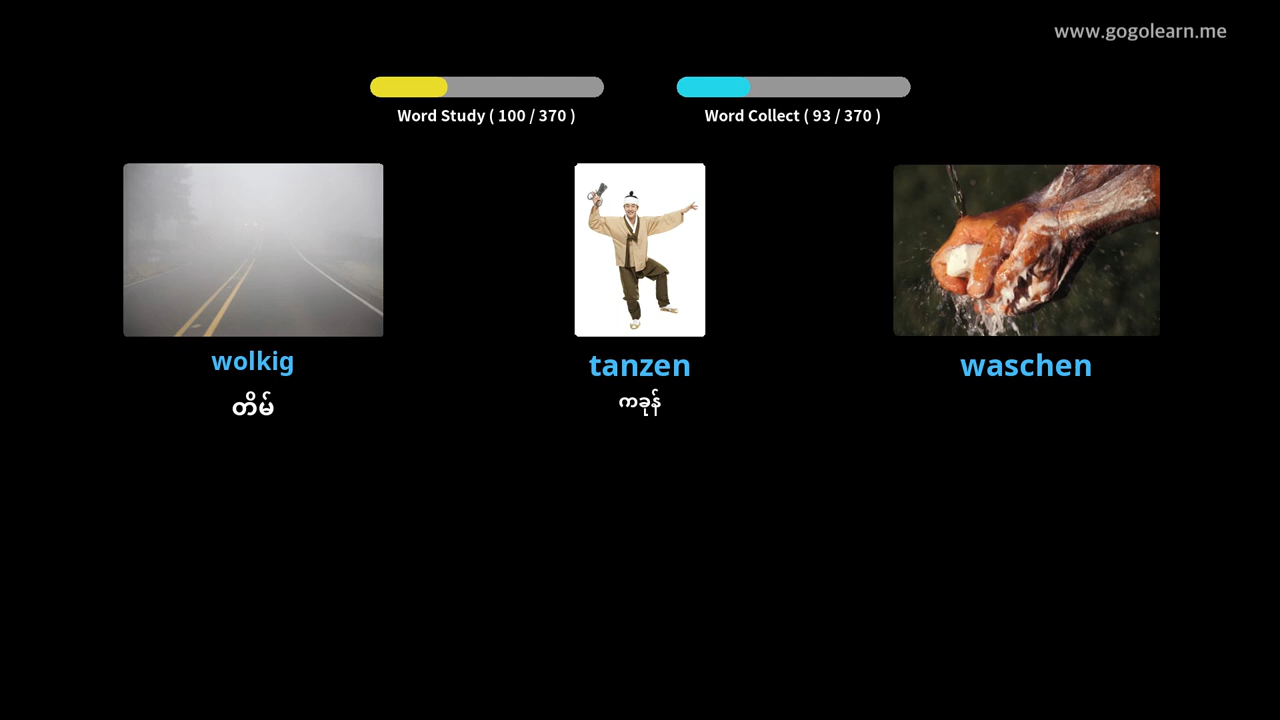 www.gogolearn.me
Word Study ( 100 / 370 )
Word Collect ( 93 / 370 )
wolkig
တိမ်
tanzen
ကခုန်
waschen